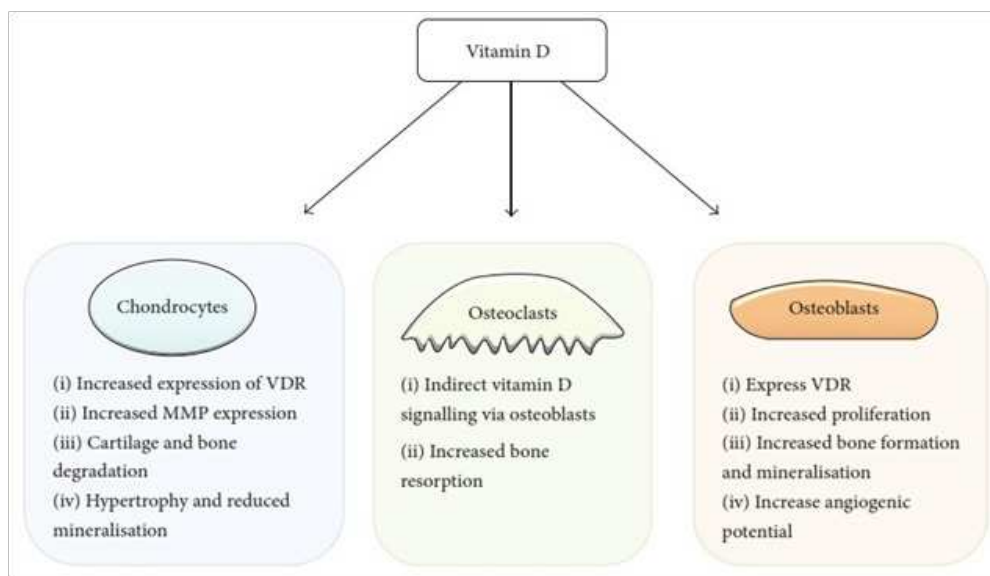 Vitamin D
Chondrocytes
(i) Increased expression of VDR
(ii) Increased MMP expression
(iii) Cartilage and bone
degradation
(iv) Hypertrophy and reduced
mineralisation
Osteoclasts
(i) Indirect vitamin D
signalling via osteoblasts
(ii) Increased bone
resorption
Osteoblasts
(i) Express VDR
(ii) Increased proliferation
(iii) Increased bone formation
and mineralisation
(iv) Increase angiogenic
potential